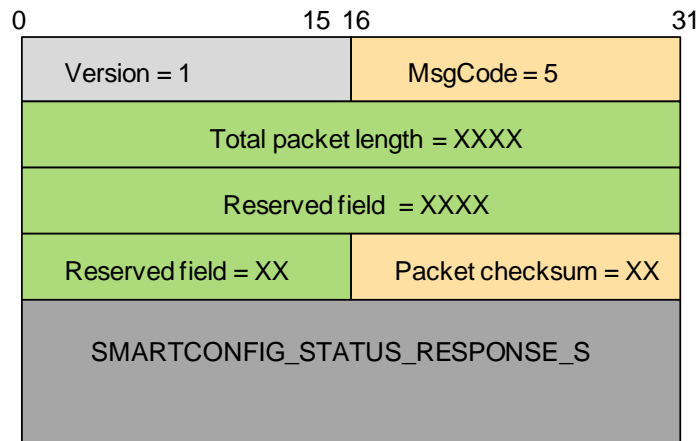 0 15 16 31
Version = 1 MsgCode = 5
Total packet length = XXXX
Reserved field = XXXX
Reserved field = XX Packet checksum = XX
SMARTCONFIG_STATUS_RESPONSE_S